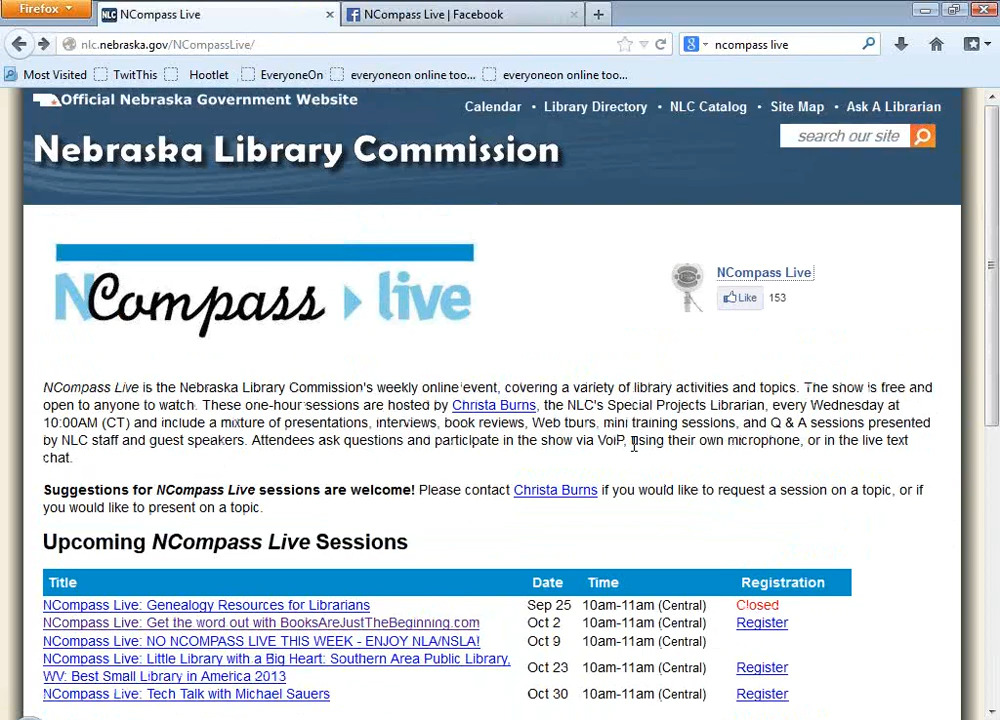 Firefox
NCompass Live
NCompass Live | Facebook
nlc.nebraska.gov/NCompassLive/
ncompass live
Most Visited TwitThis Hootlet EveryoneOn everyoneon online too... everyoneon online too...
Official Nebraska Government Website
Calendar • Library Directory • NLC Catalog • Site Map • Ask A Librarian
search our site
Nebraska Library Commission
NCompass live
NCompass Live
Like 153
NCompass Live is the Nebraska Library Commission's weekly online event, covering a variety of library activities and topics. The show is free and
open to anyone to watch. These one-hour sessions are hosted by Christa Burns, the NLC's Special Projects Librarian, every Wednesday at
10:00AM (CT) and include a mixture of presentations, interviews, book reviews, Web tours, mini training sessions, and Q & A sessions presented
by NLC staff and guest speakers. Attendees ask questions and participate in the show via VoiP, using their own microphone, or in the live text
chat.
Suggestions for NCompass Live sessions are welcome! Please contact Christa Burns if you would like to request a session on a topic, or if
you would like to present on a topic.
Upcoming NCompass Live Sessions
Title Date Time Registration
NCompass Live: Genealogy Resources for Librarians Sep 25 10am-11am (Central) Closed
NCompass Live: Get the word out with BooksAreJustTheBeginning.com Oct 2 10am-11am (Central) Register
NCompass Live: NO NCOMPASS LIVE THIS WEEK - ENJOY NLA/NSLA! Oct 9 10am-11am (Central)
NCompass Live: Little Library with a Big Heart: Southern Area Public Library,
WV: Best Small Library in America 2013 Oct 23 10am-11am (Central) Register
NCompass Live: Tech Talk with Michael Sauers Oct 30 10am-11am (Central) Register